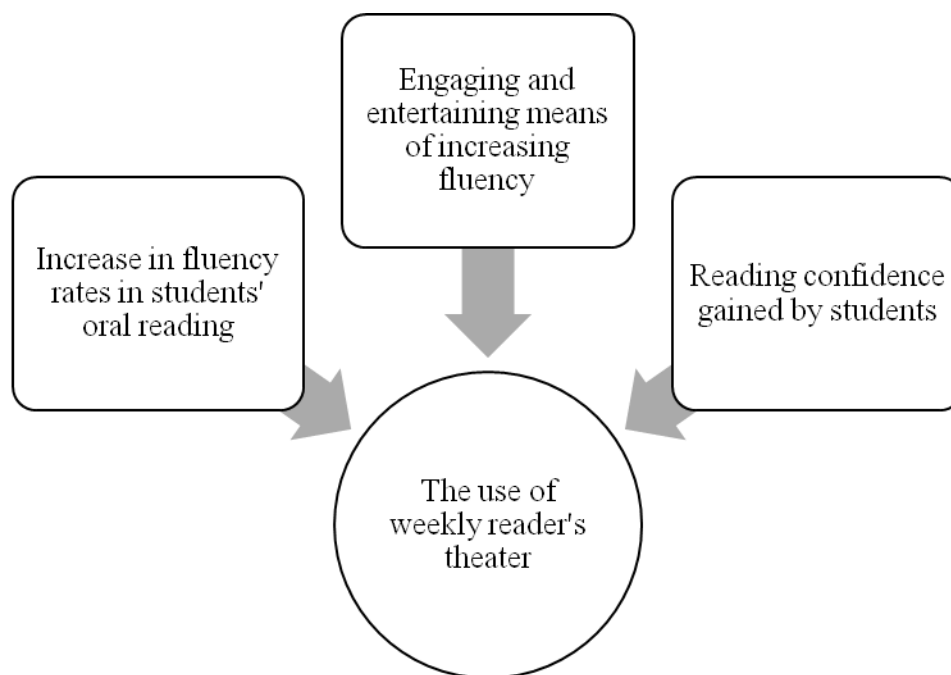 Engaging and
entertaining means
of increasing
fluency
Increase in fluency
rates in students'
oral reading
Reading confidence
gained by students
The use of
weekly reader's
theater